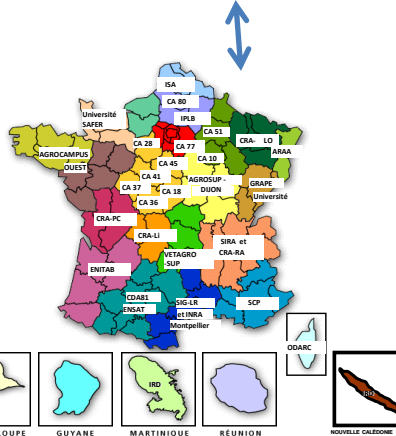 ISA
CA 80
Université
SAFER
IPLB
CA 51
CA 28
CA 77
CRA- LO
ARAA
AGROCAMPUS
OUEST
CA 45
CA 10
CA 41
AGROSUP -
DIJON
GRAPE
Université
CA 37
CA 18
CA 36
CRA-PC
CRA-Li
SIRA et
CRA-RA
VETAGRO
-SUP
ENITAB
CDA81
ENSAT
SIG-LR
et INRA
Montpellier
SCP
ODARC
IRD
IRD
LOUPE
GUYANE
MARTINIQUE
RÉUNION
NOUVELLE CALÉDONIE